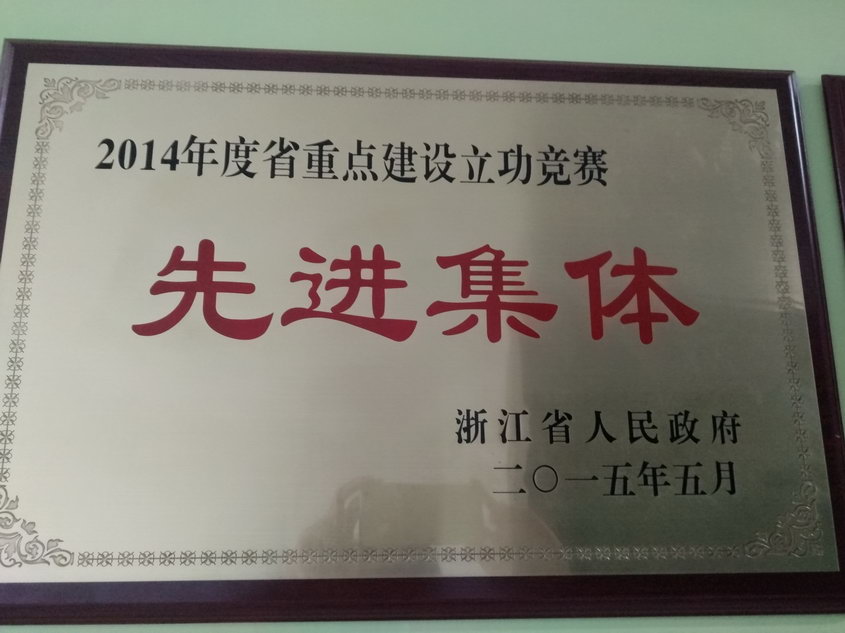 2014年度省重点建设立功竞赛
先进集体
浙江省人民政府
二〇一五年五月